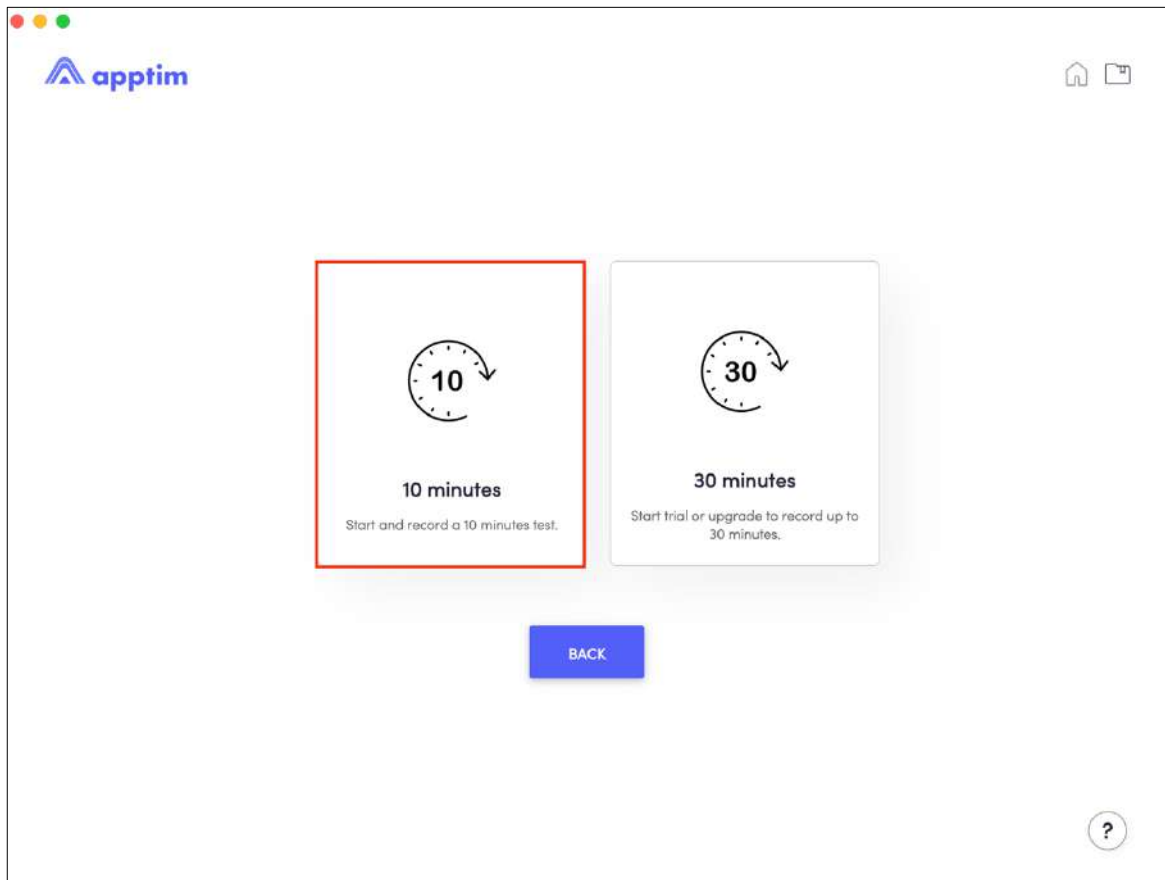 apptim
10
10 minutes
Start and record a 10 minutes test.
30
30 minutes
Start trial or upgrade to record up to
30 minutes.
BACK
?